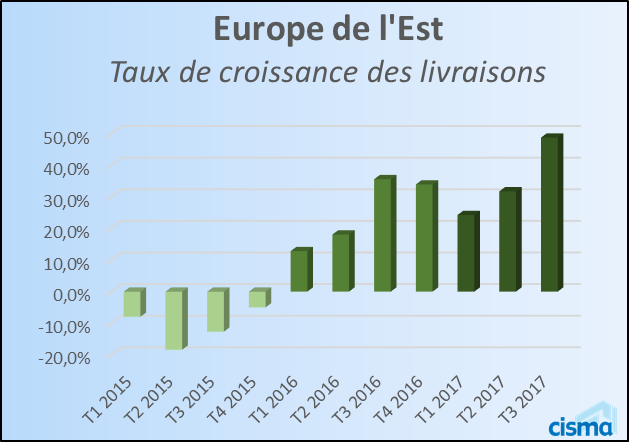 Europe de l'Est
Taux de croissance des livraisons
50,0%
40,0%
30,0%
20,0%
10,0%
0,0%
-10,0%
-20,0%
T1 2015
T2 2015
T3 2015
T4 2015
T1 2016
T2 2016
T3 2016
T4 2016
T1 2017
T2 2017
T3 2017
cisma